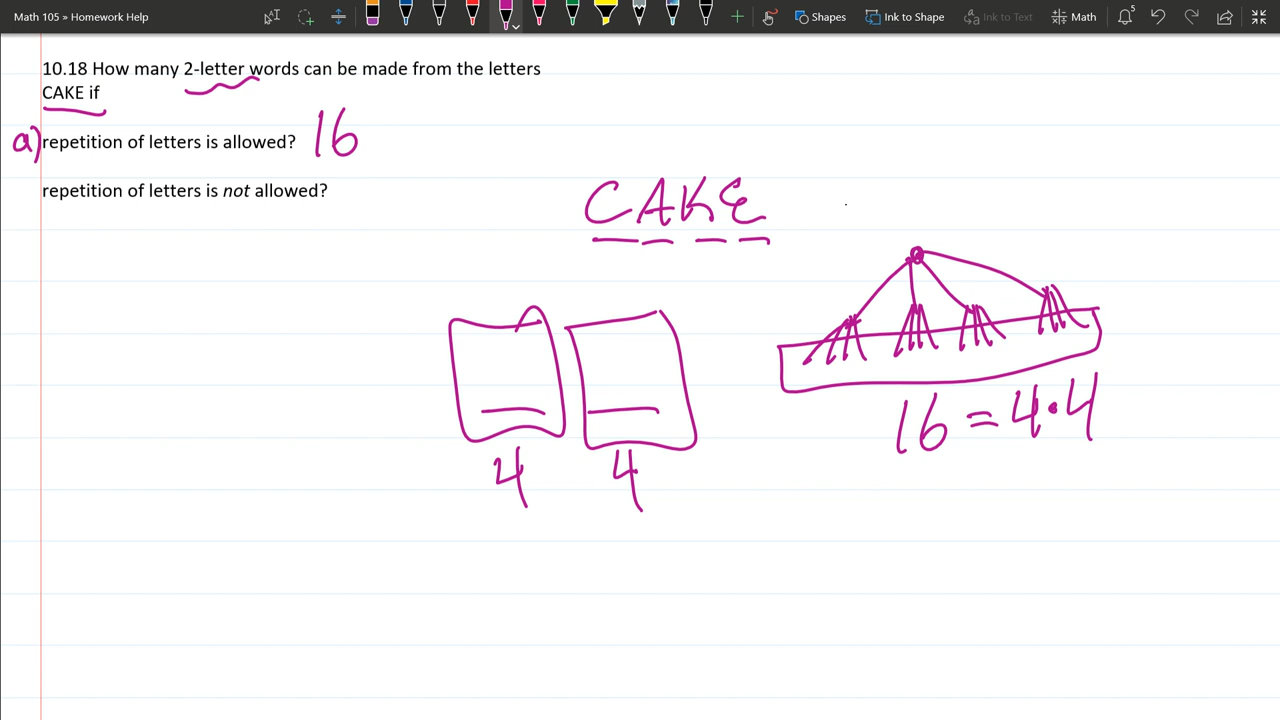 Math 105 » Homework Help
Shapes
Ink to Shape
Ink to Text
Math
5
10.18 How many 2-letter words can be made from the letters
CAKE if
a) repetition of letters is allowed? 16
repetition of letters is not allowed?
CAKE
16 = 4·4
4 4